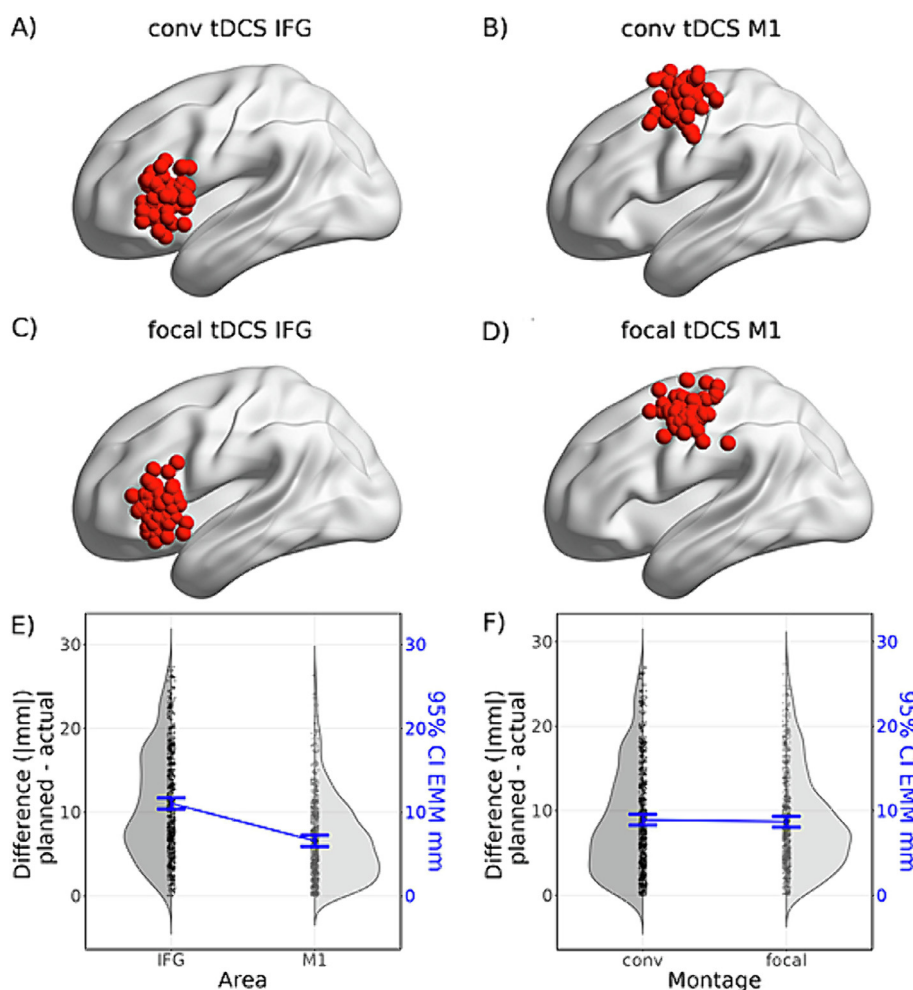 A)
conv tDCS IFG
B)
conv tDCS M1
C)
focal tDCS IFG
D)
focal tDCS M1
E)
Difference (|mm|)
planned - actual
30
20
10
0
30
20
10
0
95% CI EMM mm
IFG
M1
Area
F)
Difference (|mm|)
planned - actual
30
20
10
0
30
20
10
0
95% CI EMM mm
conv
focal
Montage